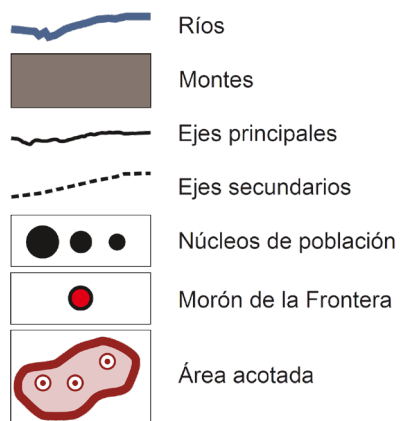 Ríos
Montes
Ejes principales
Ejes secundarios
Núcleos de población
Morón de la Frontera
Área acotada